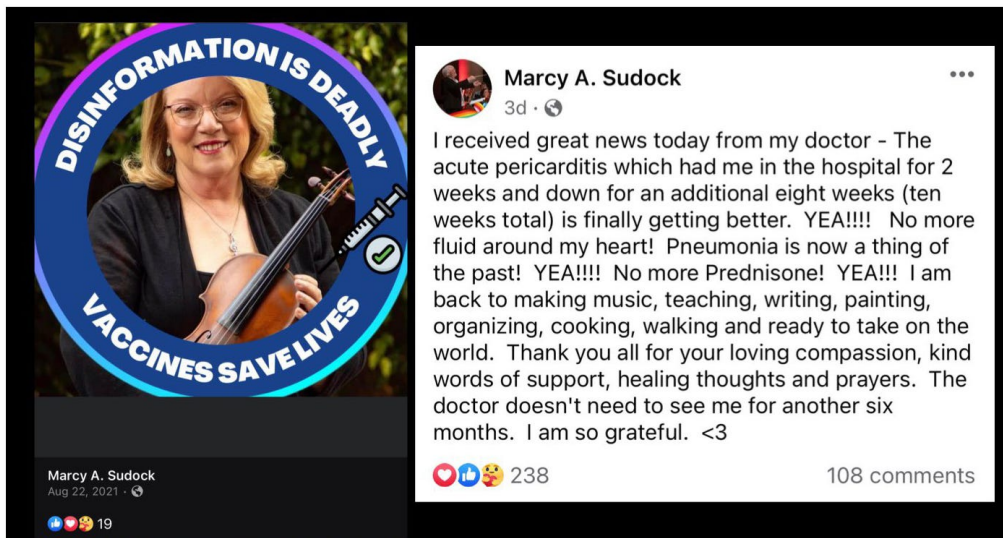 DISINFORMATION IS DEADLY
VACCINES SAVE LIVES
Marcy A. Sudock
Aug 22, 2021 ·
19
Marcy A. Sudock
3d ·
I received great news today from my doctor - The
acute pericarditis which had me in the hospital for 2
weeks and down for an additional eight weeks (ten
weeks total) is finally getting better.  YEA!!!!   No more
fluid around my heart!  Pneumonia is now a thing of
the past!  YEA!!!!  No more Prednisone!  YEA!!!  I am
back to making music, teaching, writing, painting,
organizing, cooking, walking and ready to take on the
world.  Thank you all for your loving compassion, kind
words of support, healing thoughts and prayers.  The
doctor doesn't need to see me for another six
months.  I am so grateful.  <3
238
108 comments